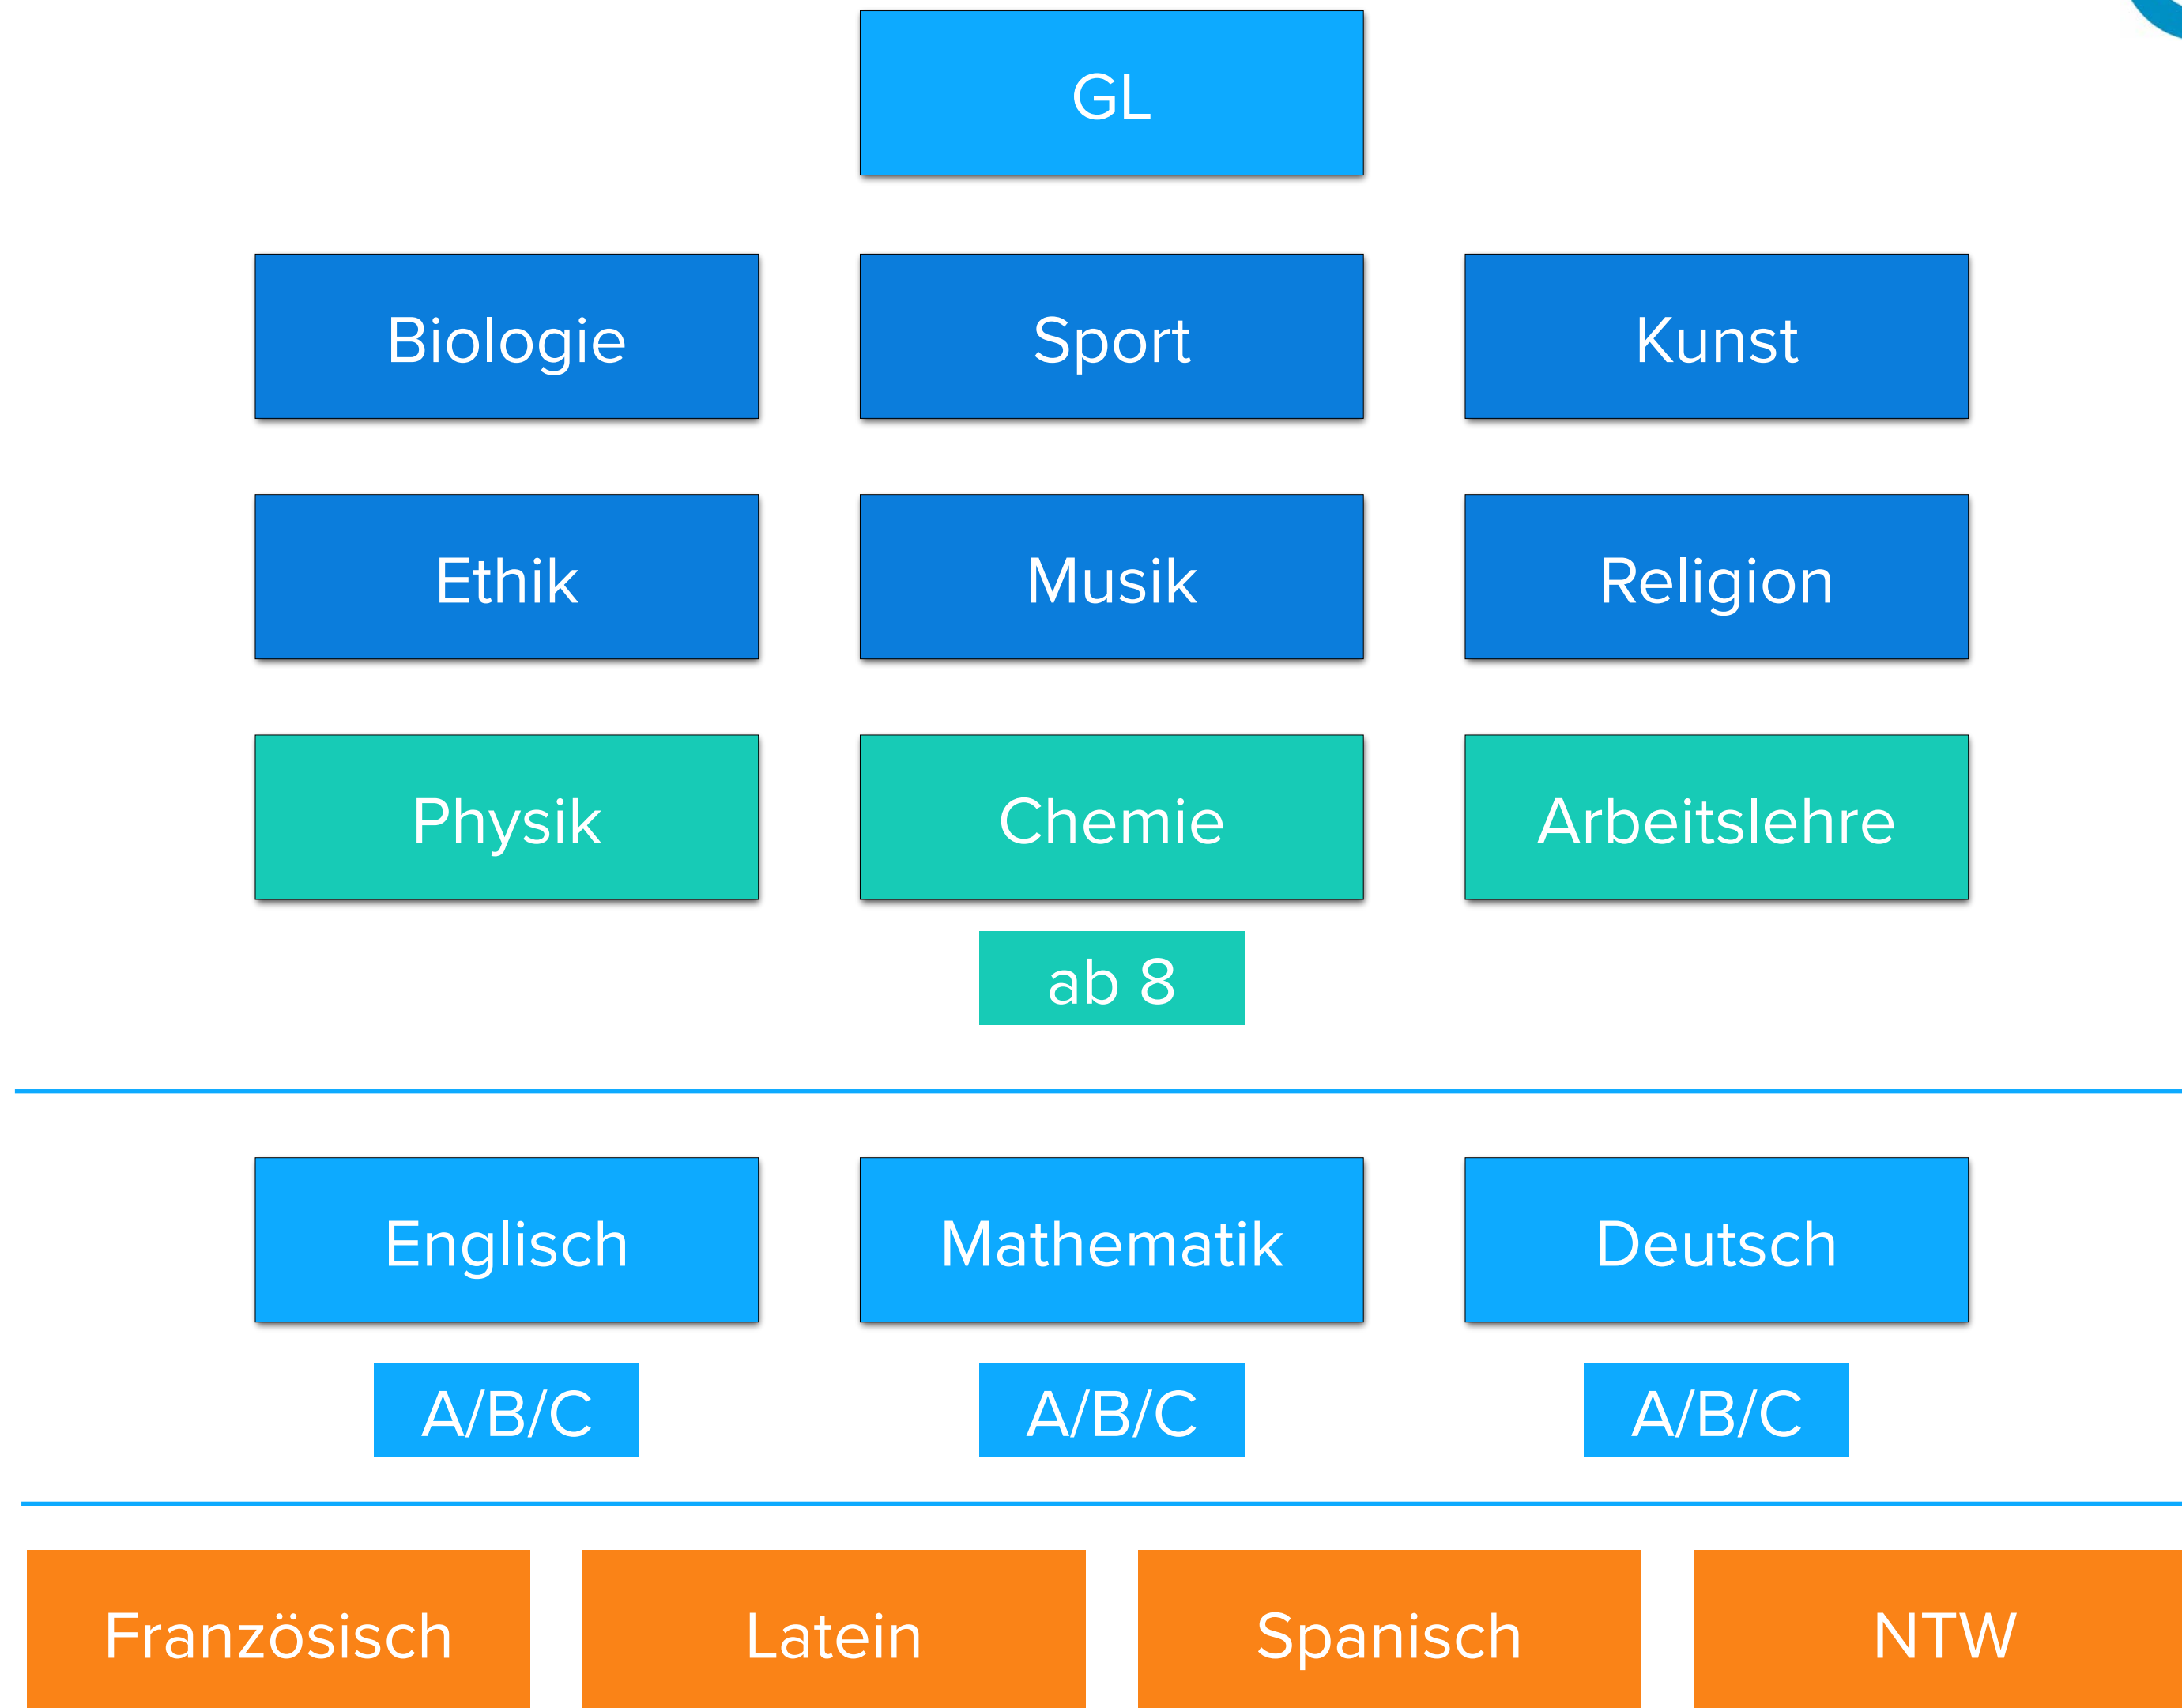 GL
Biologie Sport Kunst
Ethik Musik Religion
Physik Chemie Arbeitslehre
ab 8
Englisch Mathematik Deutsch
A/B/C A/B/C A/B/C
Französisch Latein Spanisch NTW